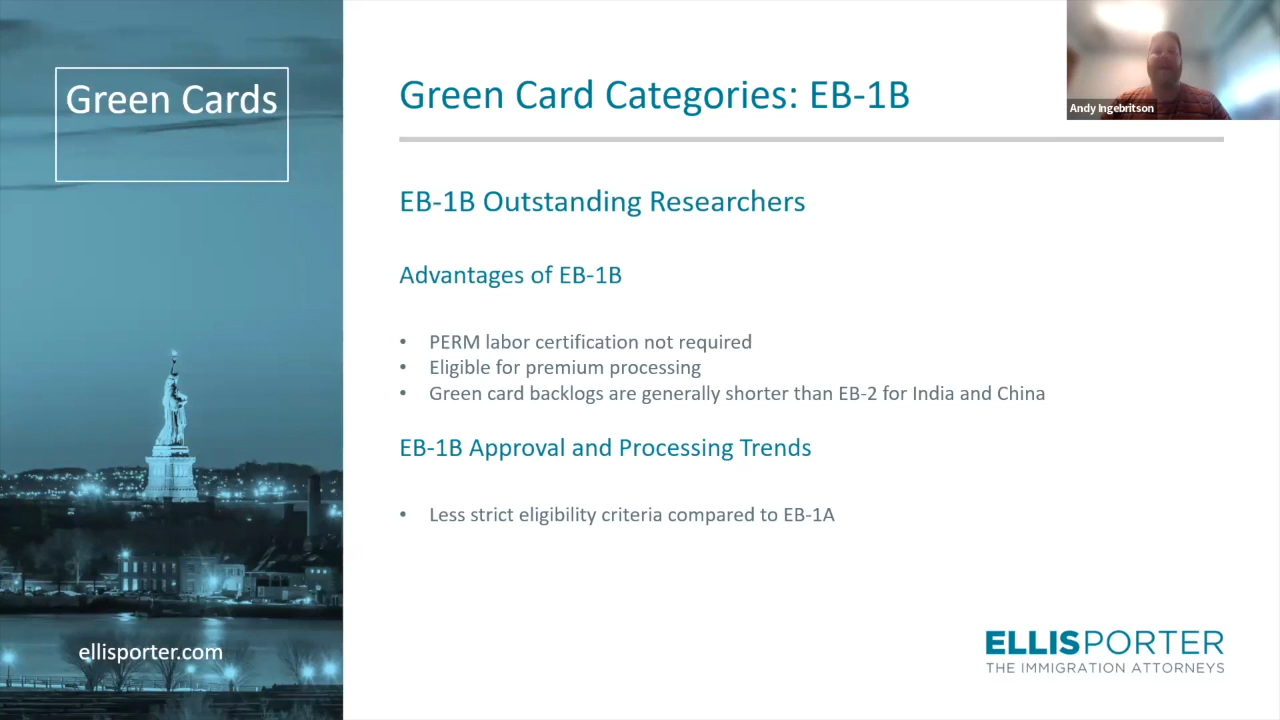 Green Cards
Green Card Categories: EB-1B
Andy Ingebritson
EB-1B Outstanding Researchers
Advantages of EB-1B
• PERM labor certification not required
• Eligible for premium processing
• Green card backlogs are generally shorter than EB-2 for India and China
EB-1B Approval and Processing Trends
• Less strict eligibility criteria compared to EB-1A
ellisporter.com
ELLISPORTER
THE IMMIGRATION ATTORNEYS